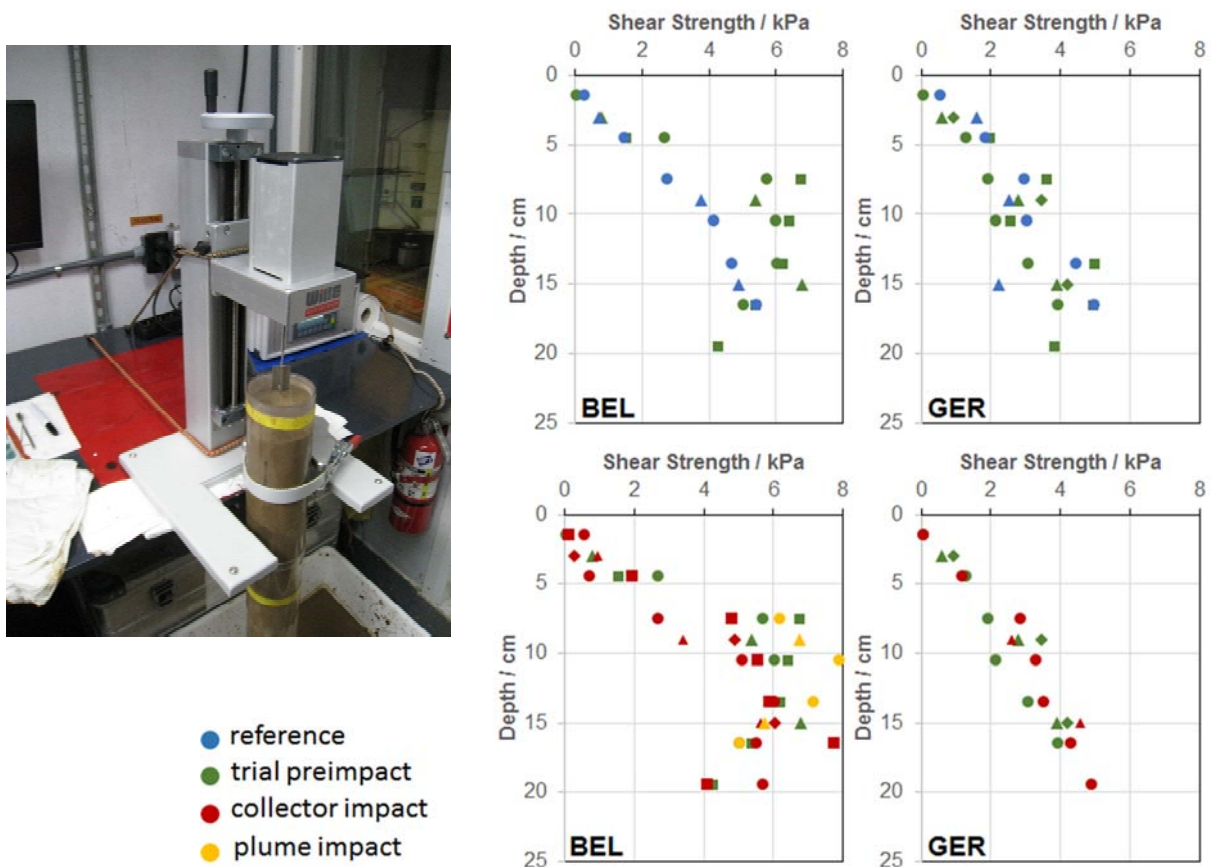 Shear Strength / kPa
0 2 4 6 8
0
5
10
15
20
25
Depth / cm
BEL
Shear Strength / kPa
0 2 4 6 8
0
5
10
15
20
25
Depth / cm
GER
Shear Strength / kPa
0 2 4 6 8
0
5
10
15
20
25
Depth / cm
BEL
Shear Strength / kPa
0 2 4 6 8
0
5
10
15
20
25
Depth / cm
GER
reference
trial preimpact
collector impact
plume impact